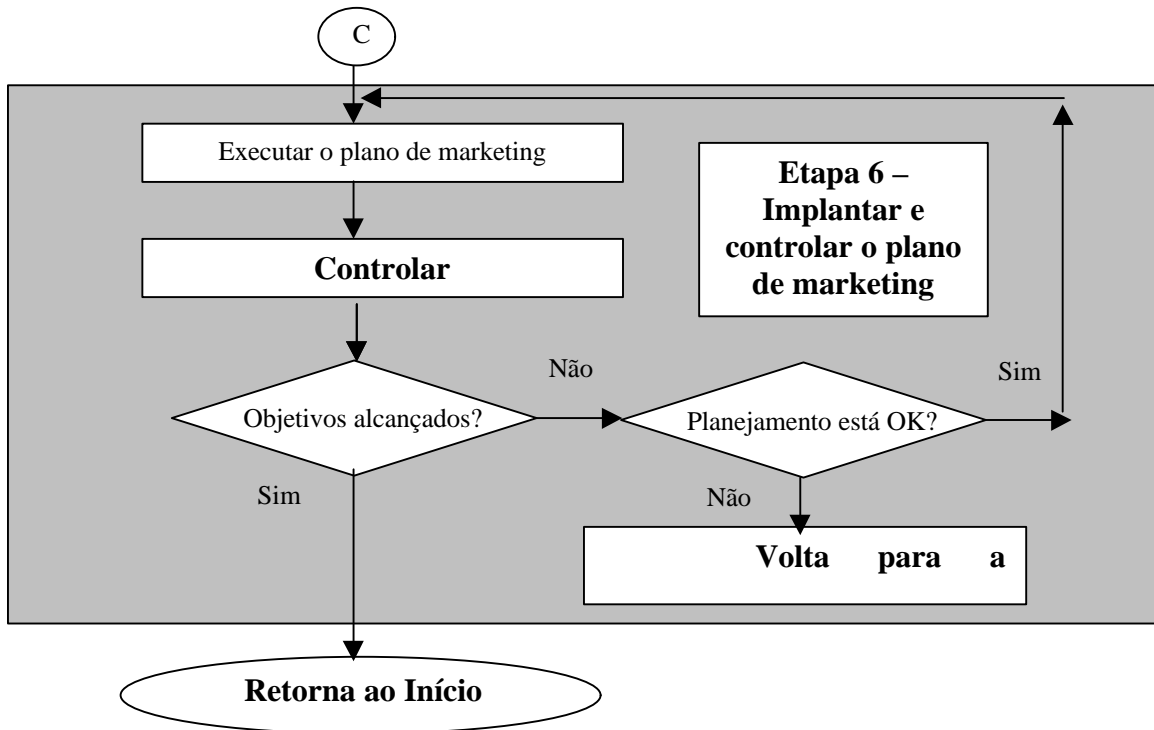 C
Executar o plano de marketing
Etapa 6 –
Implantar e
controlar o plano
de marketing
Controlar
Não
Sim
Objetivos alcançados?
Planejamento está OK?
Sim
Não
Volta para a
Retorna ao Início